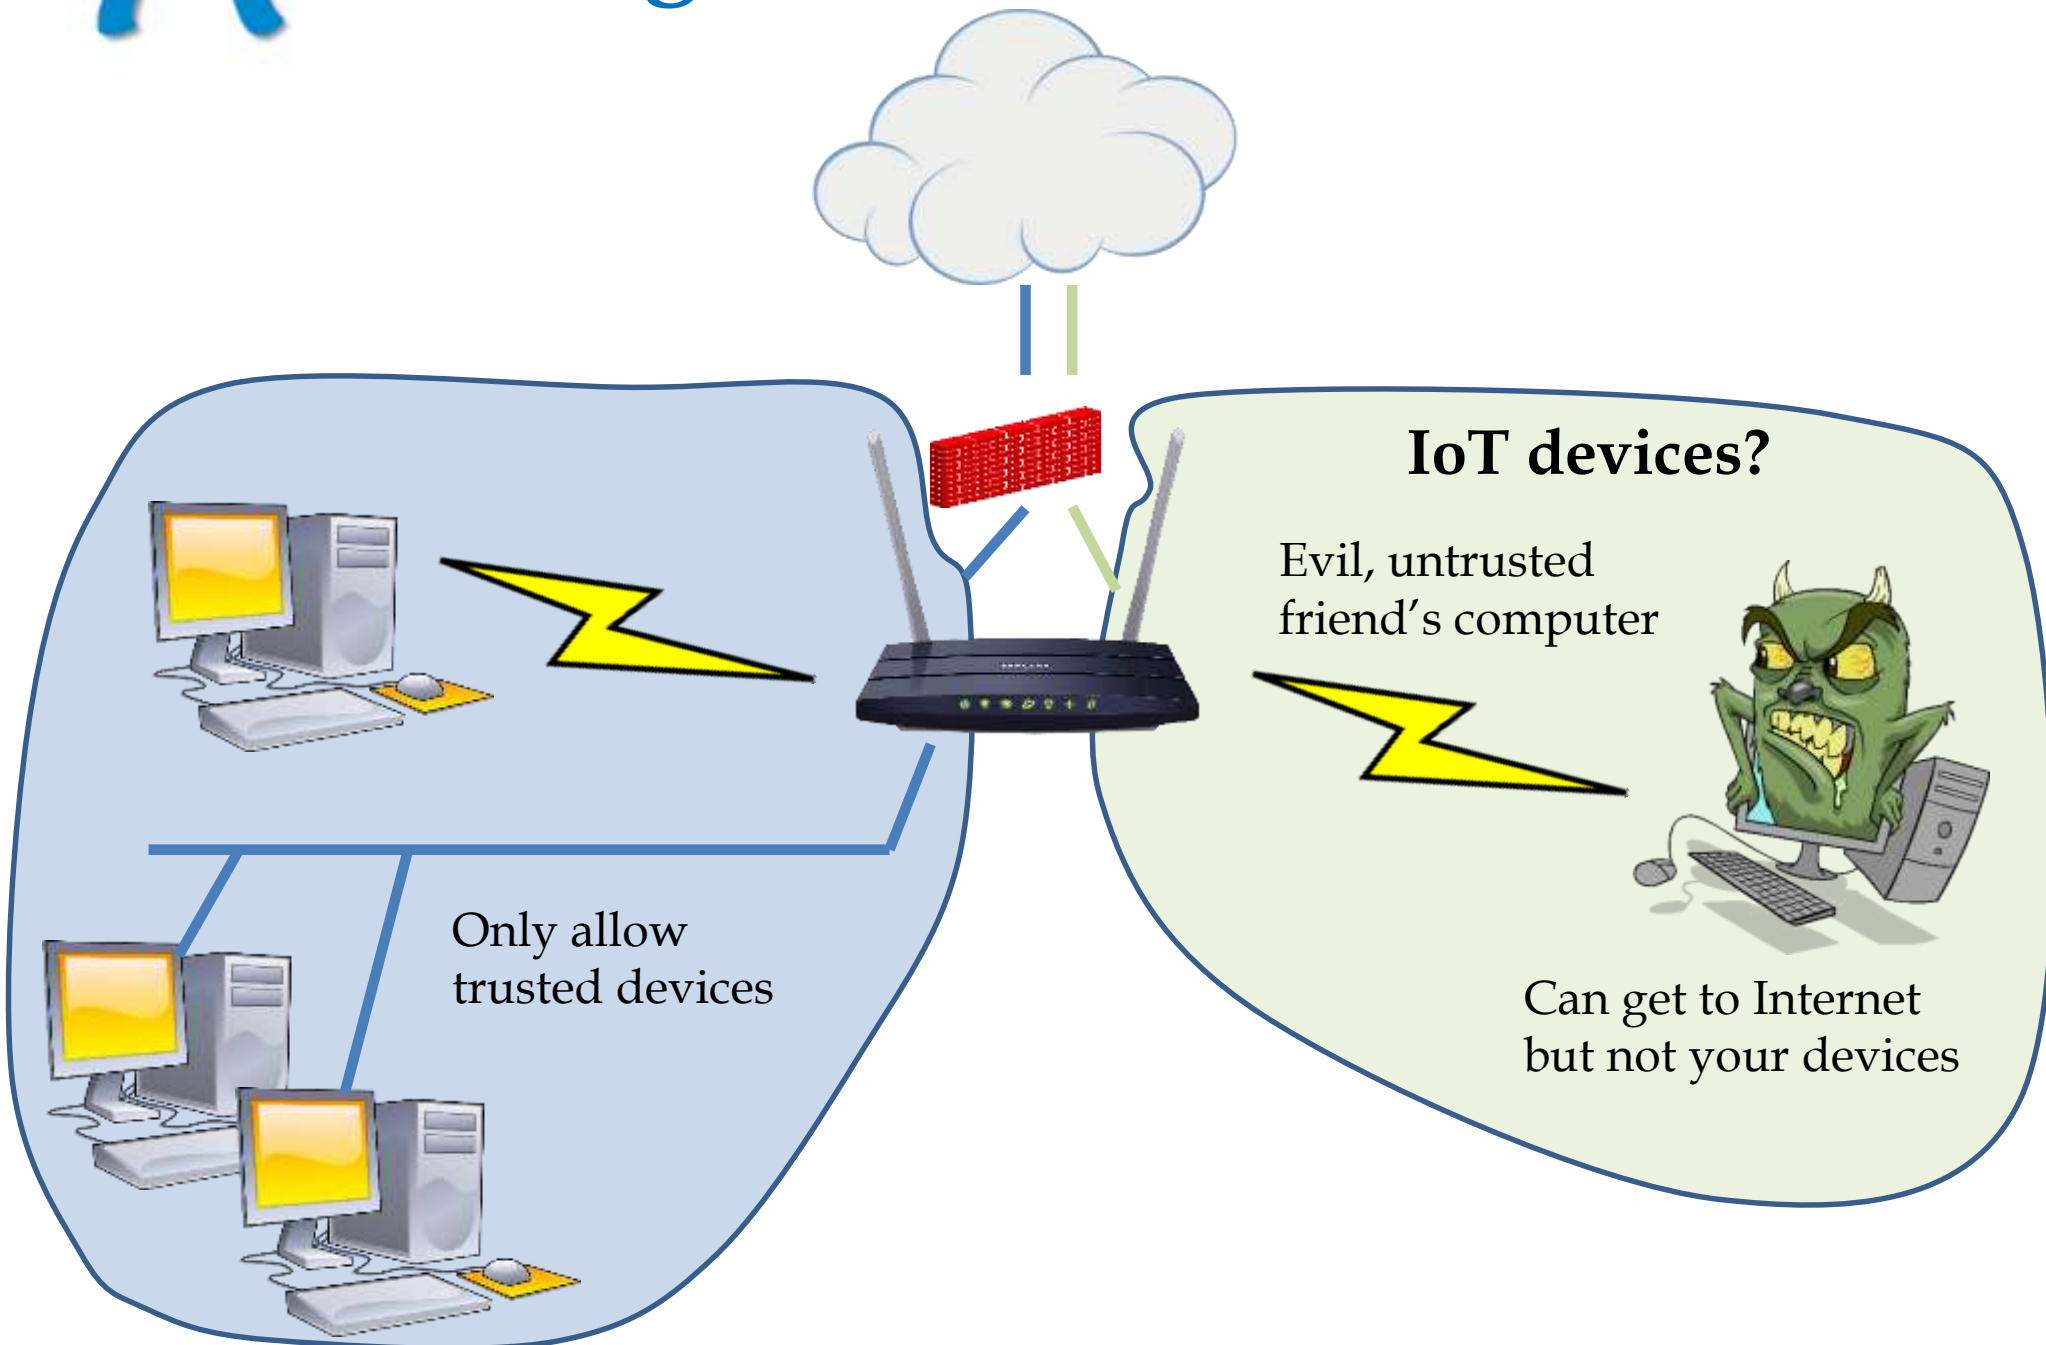 IoT devices?
Evil, untrusted
friend's computer
Only allow
trusted devices
Can get to Internet
but not your devices